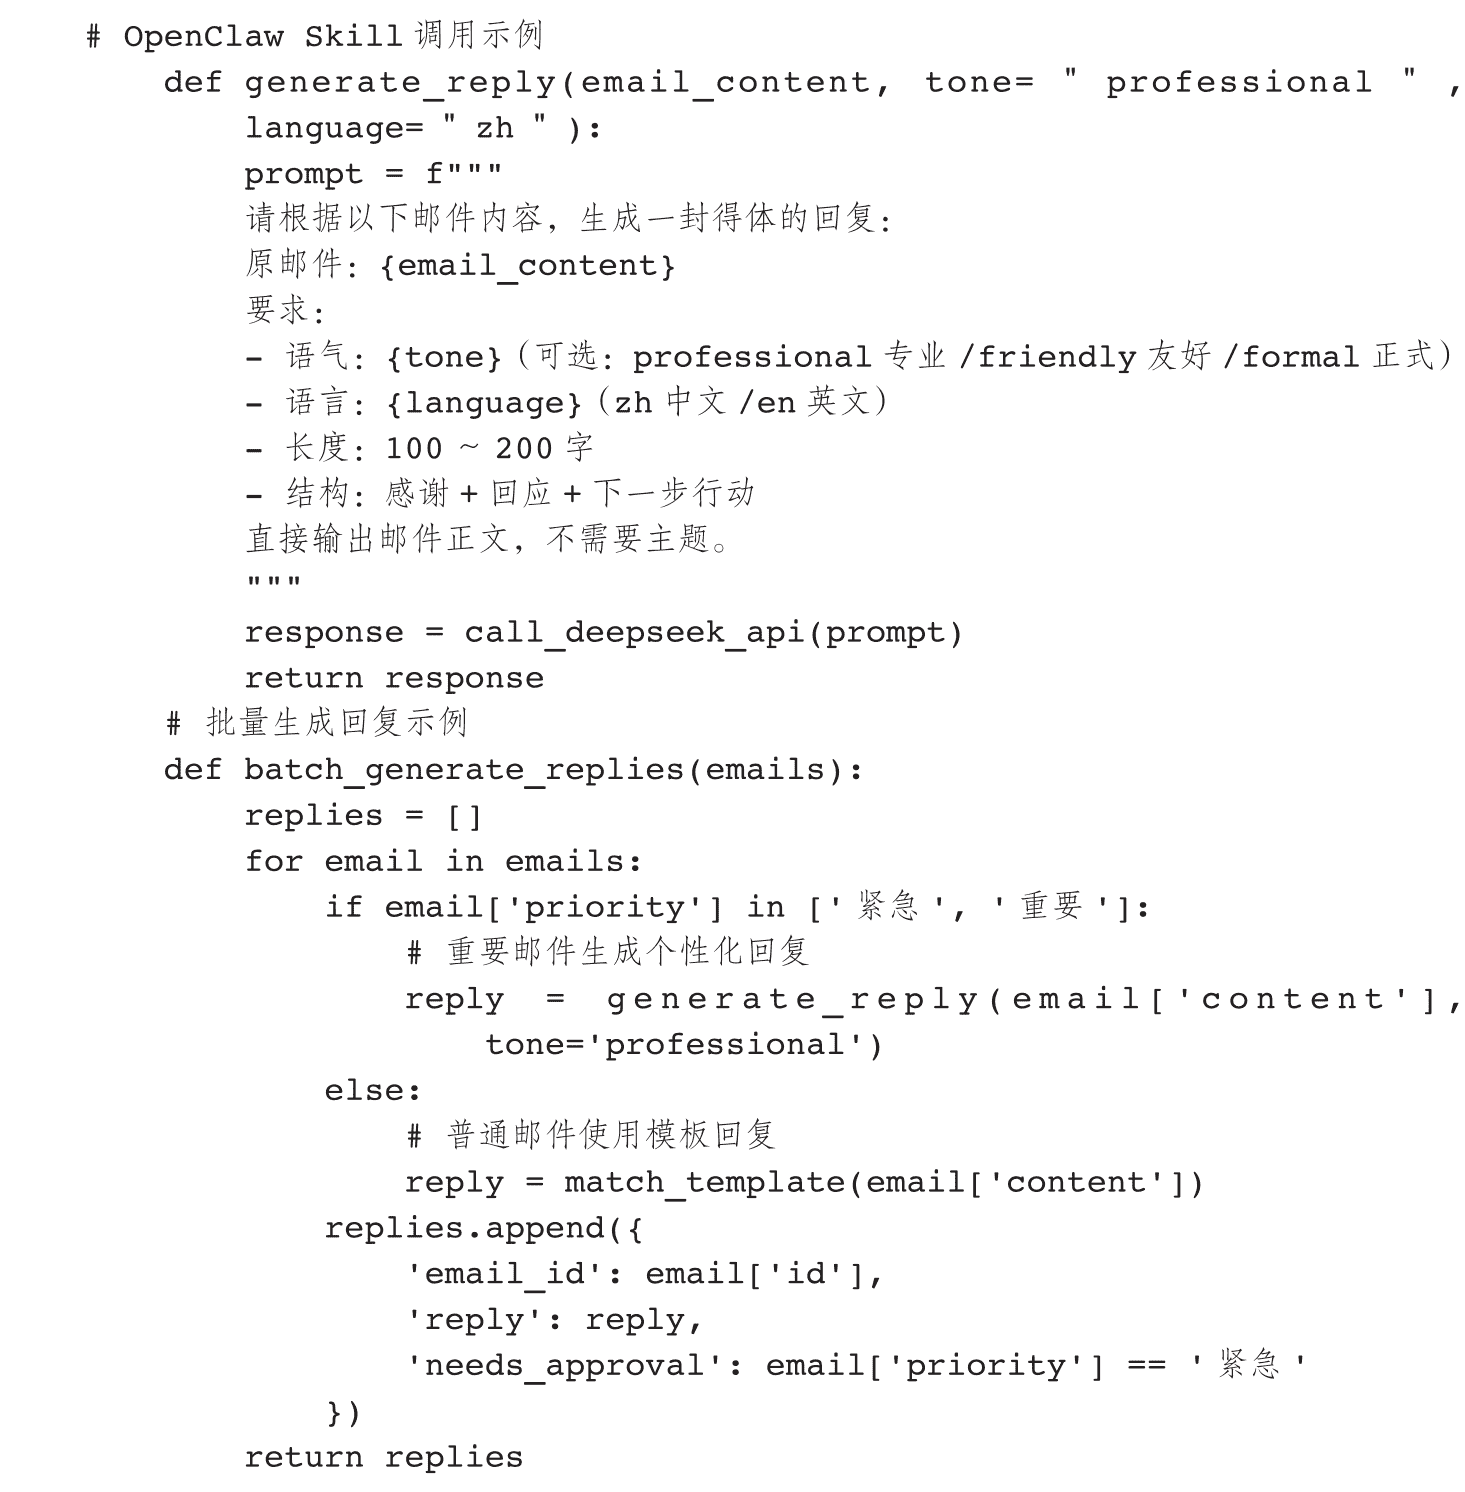 # OpenClaw Skill 调用示例
def generate_reply(email_content, tone= " professional " ,
language= " zh " ):
prompt = f"""
请根据以下邮件内容，生成一封得体的回复：
原邮件：{email_content}
要求：
- 语气：{tone}（可选：professional 专业 /friendly 友好 /formal 正式）
- 语言：{language}（zh 中文 /en 英文）
- 长度：100 ~ 200 字
- 结构：感谢 + 回应 + 下一步行动
直接输出邮件正文，不需要主题。
"""
response = call_deepseek_api(prompt)
return response
# 批量生成回复示例
def batch_generate_replies(emails):
replies = []
for email in emails:
if email['priority'] in [' 紧急 ', ' 重要 ']:
# 重要邮件生成个性化回复
reply = generate_reply(email['content'],
tone='professional')
else:
# 普通邮件使用模板回复
reply = match_template(email['content'])
replies.append({
'email_id': email['id'],
'reply': reply,
'needs_approval': email['priority'] == ' 紧急 '
})
return replies